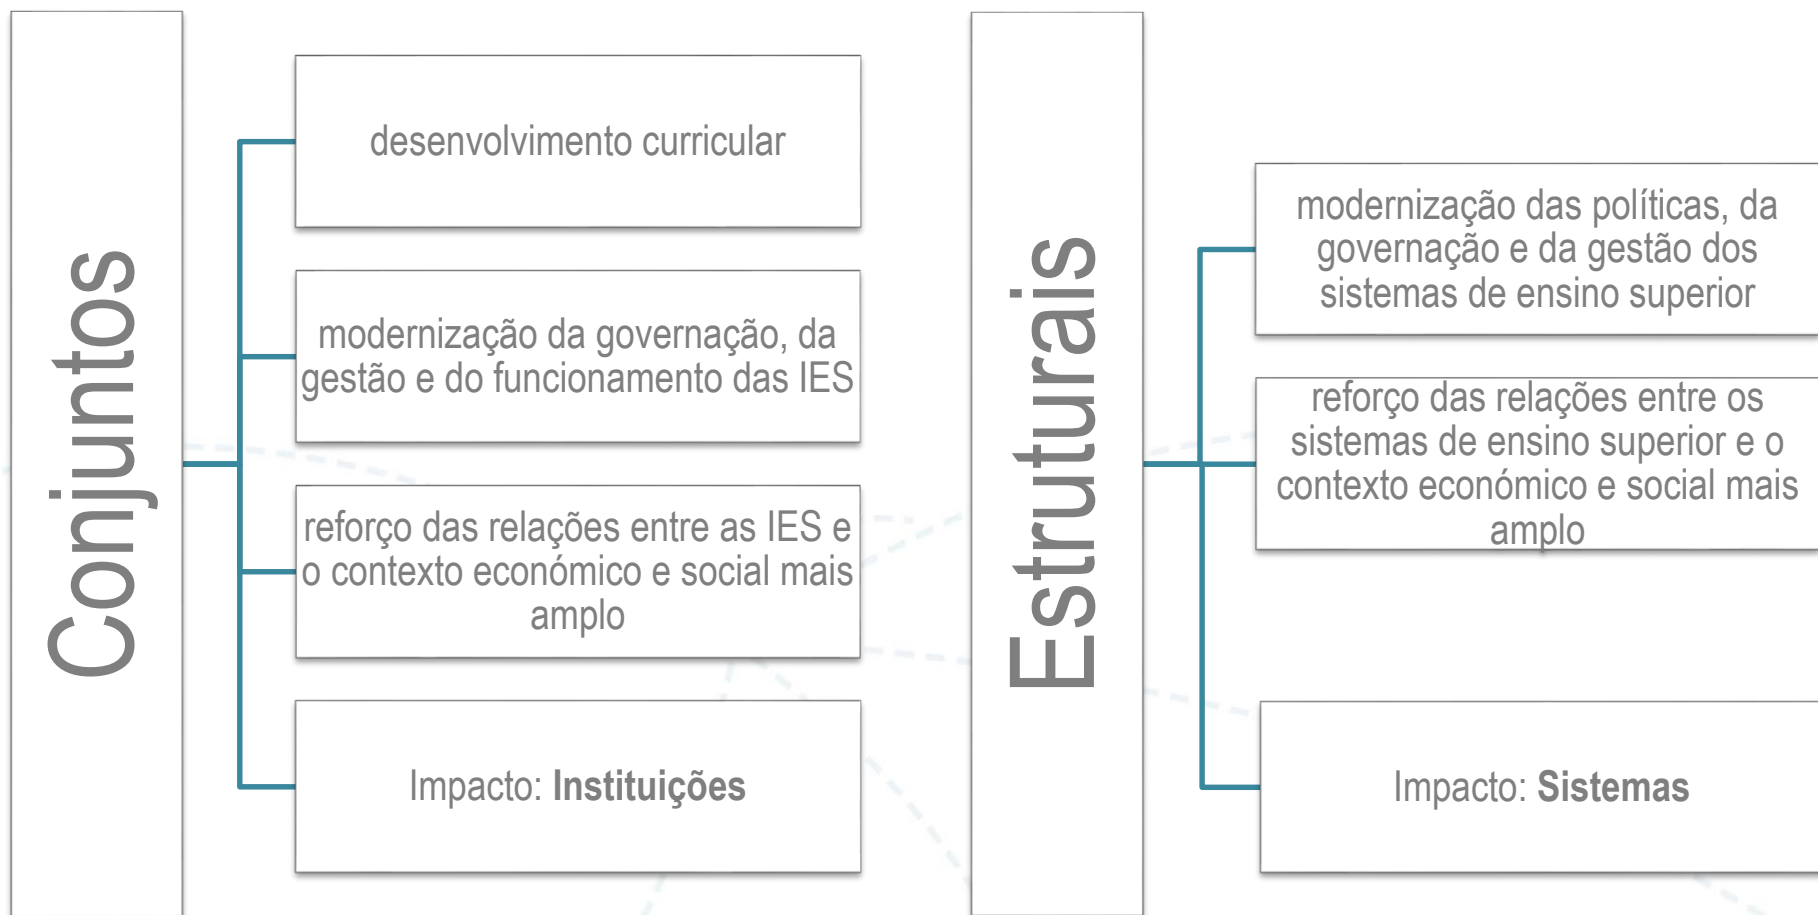 Conjuntos
desenvolvimento curricular
modernização da governação, da
gestão e do funcionamento das IES
reforço das relações entre as IES e
o contexto económico e social mais
amplo
Impacto: Instituições
Estruturais
modernização das políticas, da
governação e da gestão dos
sistemas de ensino superior
reforço das relações entre os
sistemas de ensino superior e o
contexto económico e social mais
amplo
Impacto: Sistemas